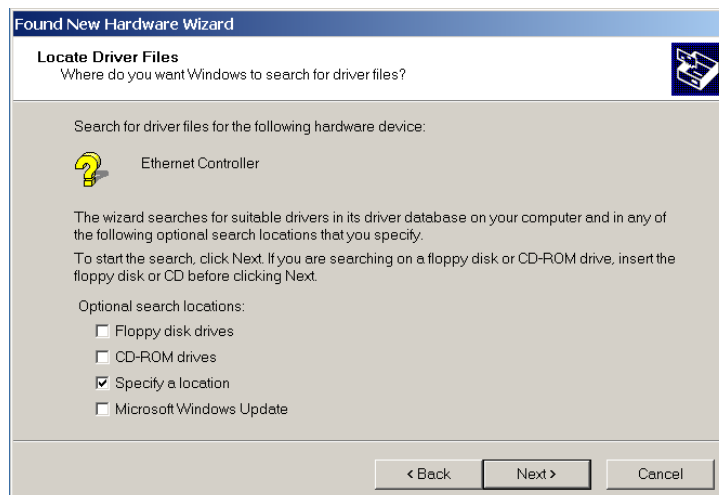 Found New Hardware Wizard
Locate Driver Files
Where do you want Windows to search for driver files?
Search for driver files for the following hardware device:
Ethernet Controller
The wizard searches for suitable drivers in its driver database on your computer and in any of
the following optional search locations that you specify.
To start the search, click Next. If you are searching on a floppy disk or CD-ROM drive, insert the
floppy disk or CD before clicking Next.
Optional search locations:
Floppy disk drives
CD-ROM drives
Specify a location
Microsoft Windows Update
< Back Next > Cancel